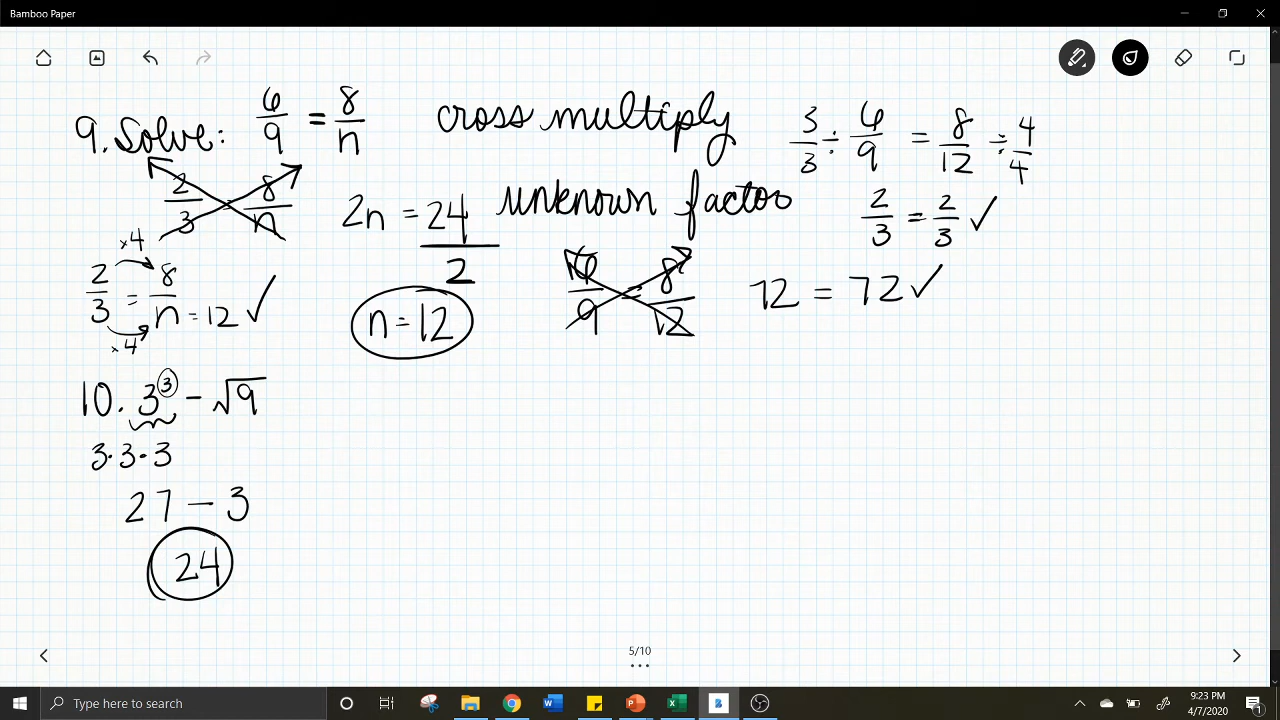 Bamboo Paper
9. Solve: 6/9 = 8/n
cross multiply
3/3 ÷ 6/9 = 8/12 ÷ 4/4
2/3 8/n
2n = 24
2
unknown factor
2/3 = 2/3 ✓
×4
2/3 = 8/n = 12 ✓
×4
n = 12
6/9 = 8/12
72 = 72 ✓
10. 3³ - √9
3·3·3
27 - 3
24
5/10
Type here to search
9:23 PM
4/7/2020
1